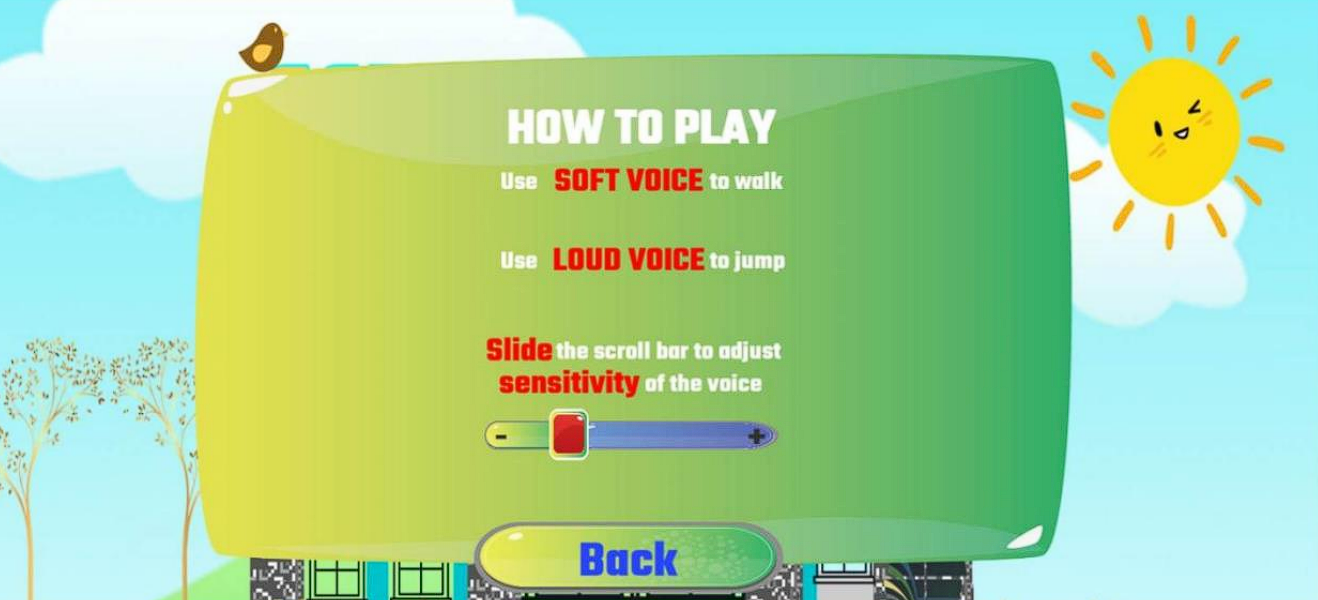 HOW TO PLAY
Use SOFT VOICE to walk
Use LOUD VOICE to jump
Slide the scroll bar to adjust
sensitivity of the voice
- +
Back